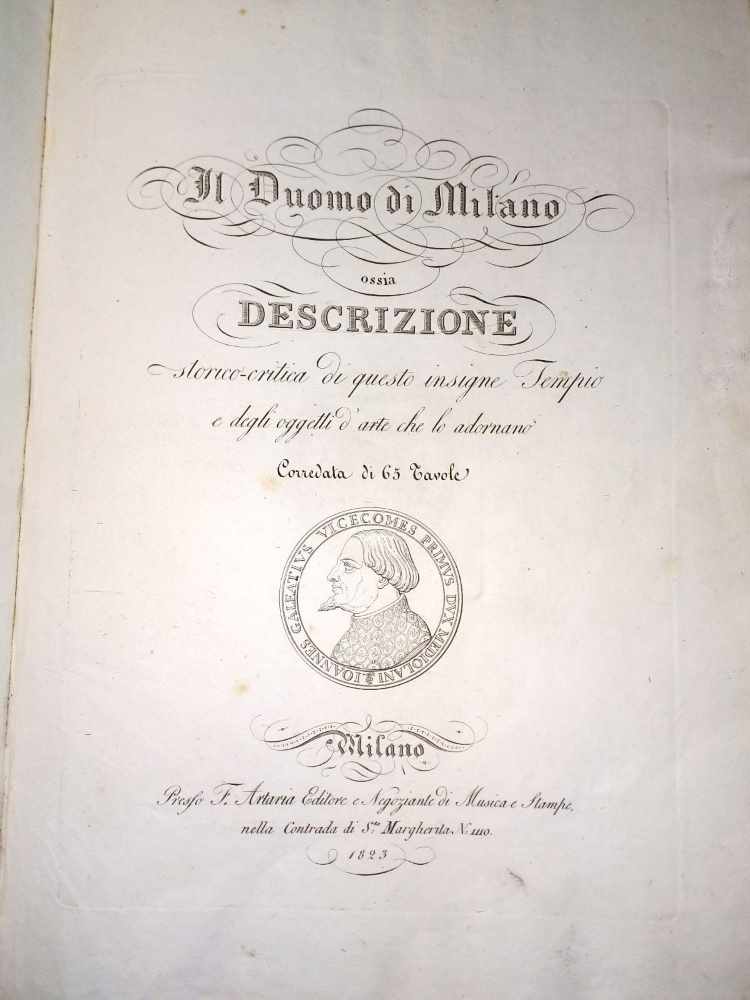 Il Duomo di Milano
ossia
DESCRIZIONE
storico-critica di questo insigne Tempio
e degli oggetti d'arte che lo adornano
Corredata di 65 Tavole
IOANNES GALEATIVS VICECOMES PRIMVS DVX MEDIOLANI
Milano
Presso F. Artaria Editore e Negoziante di Musica e Stampe,
nella Contrada di S.ta Margherita N. 1110.
1823